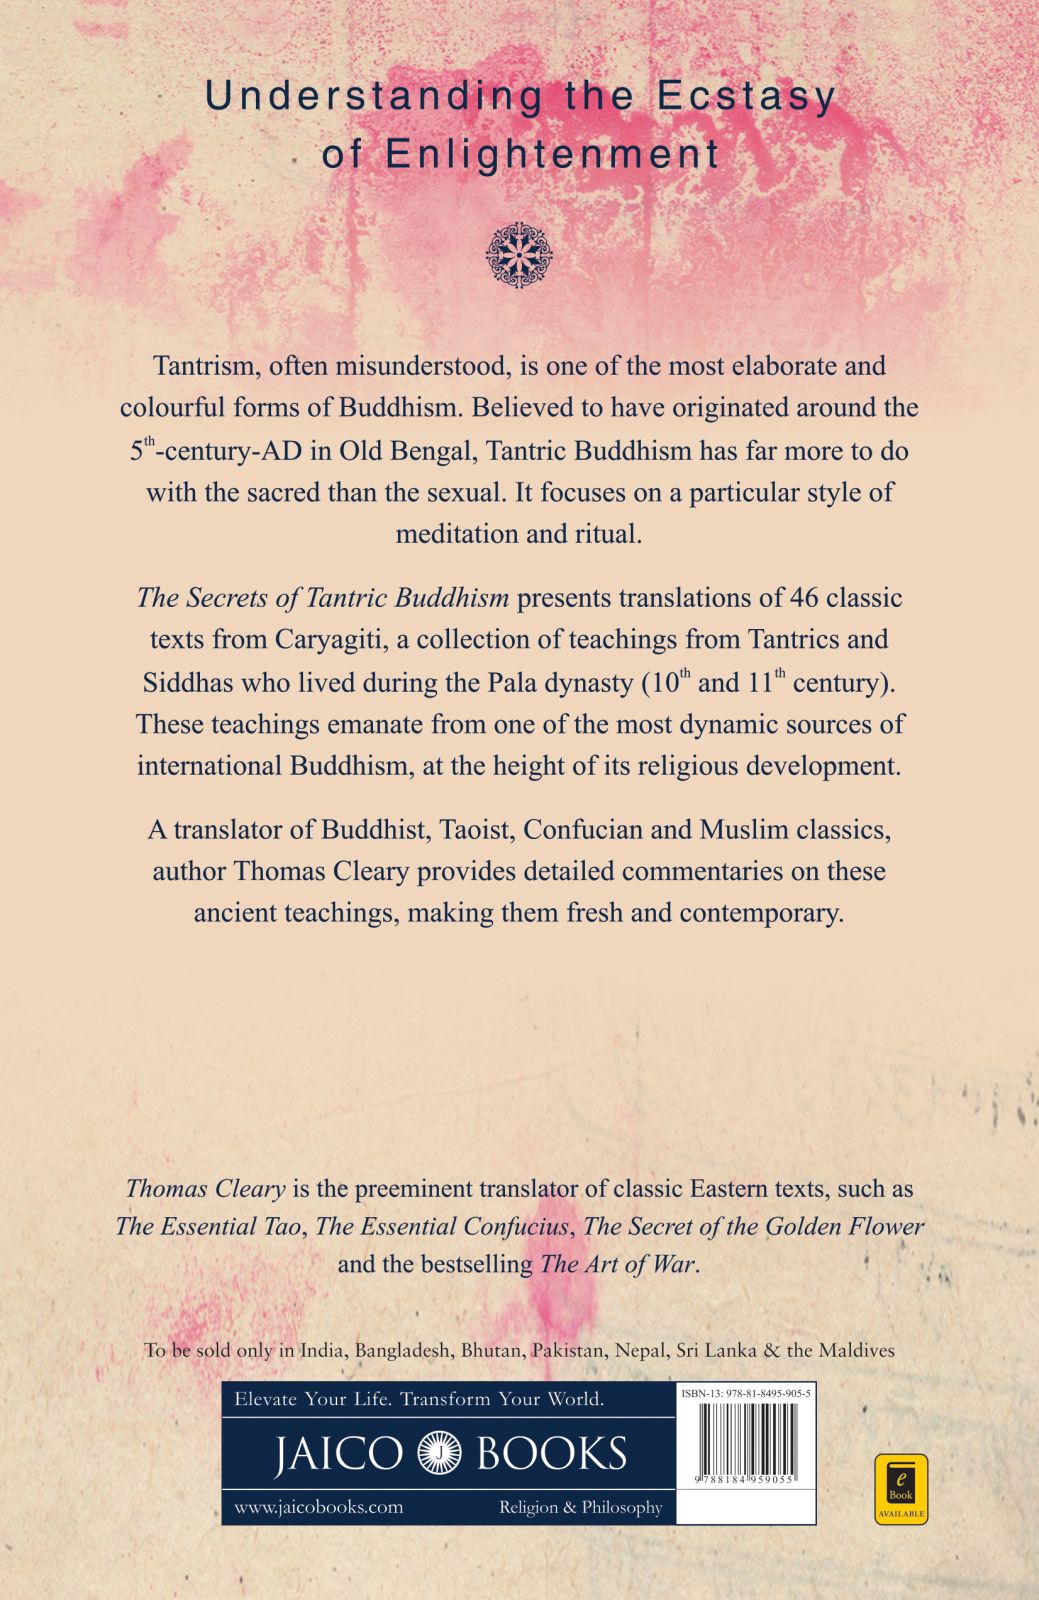 Understanding the Ecstasy
of Enlightenment
Tantrism, often misunderstood, is one of the most elaborate and
colourful forms of Buddhism. Believed to have originated around the
5th-century-AD in Old Bengal, Tantric Buddhism has far more to do
with the sacred than the sexual. It focuses on a particular style of
meditation and ritual.
The Secrets of Tantric Buddhism presents translations of 46 classic
texts from Caryagiti, a collection of teachings from Tantrics and
Siddhas who lived during the Pala dynasty (10th and 11th century).
These teachings emanate from one of the most dynamic sources of
international Buddhism, at the height of its religious development.
A translator of Buddhist, Taoist, Confucian and Muslim classics,
author Thomas Cleary provides detailed commentaries on these
ancient teachings, making them fresh and contemporary.
Thomas Cleary is the preeminent translator of classic Eastern texts, such as
The Essential Tao, The Essential Confucius, The Secret of the Golden Flower
and the bestselling The Art of War.
To be sold only in India, Bangladesh, Bhutan, Pakistan, Nepal, Sri Lanka & the Maldives
Elevate Your Life. Transform Your World.
JAICO J BOOKS
www.jaicobooks.com Religion & Philosophy
ISBN-13: 978-81-8495-905-5
9 788184 959055
e
Book
AVAILABLE